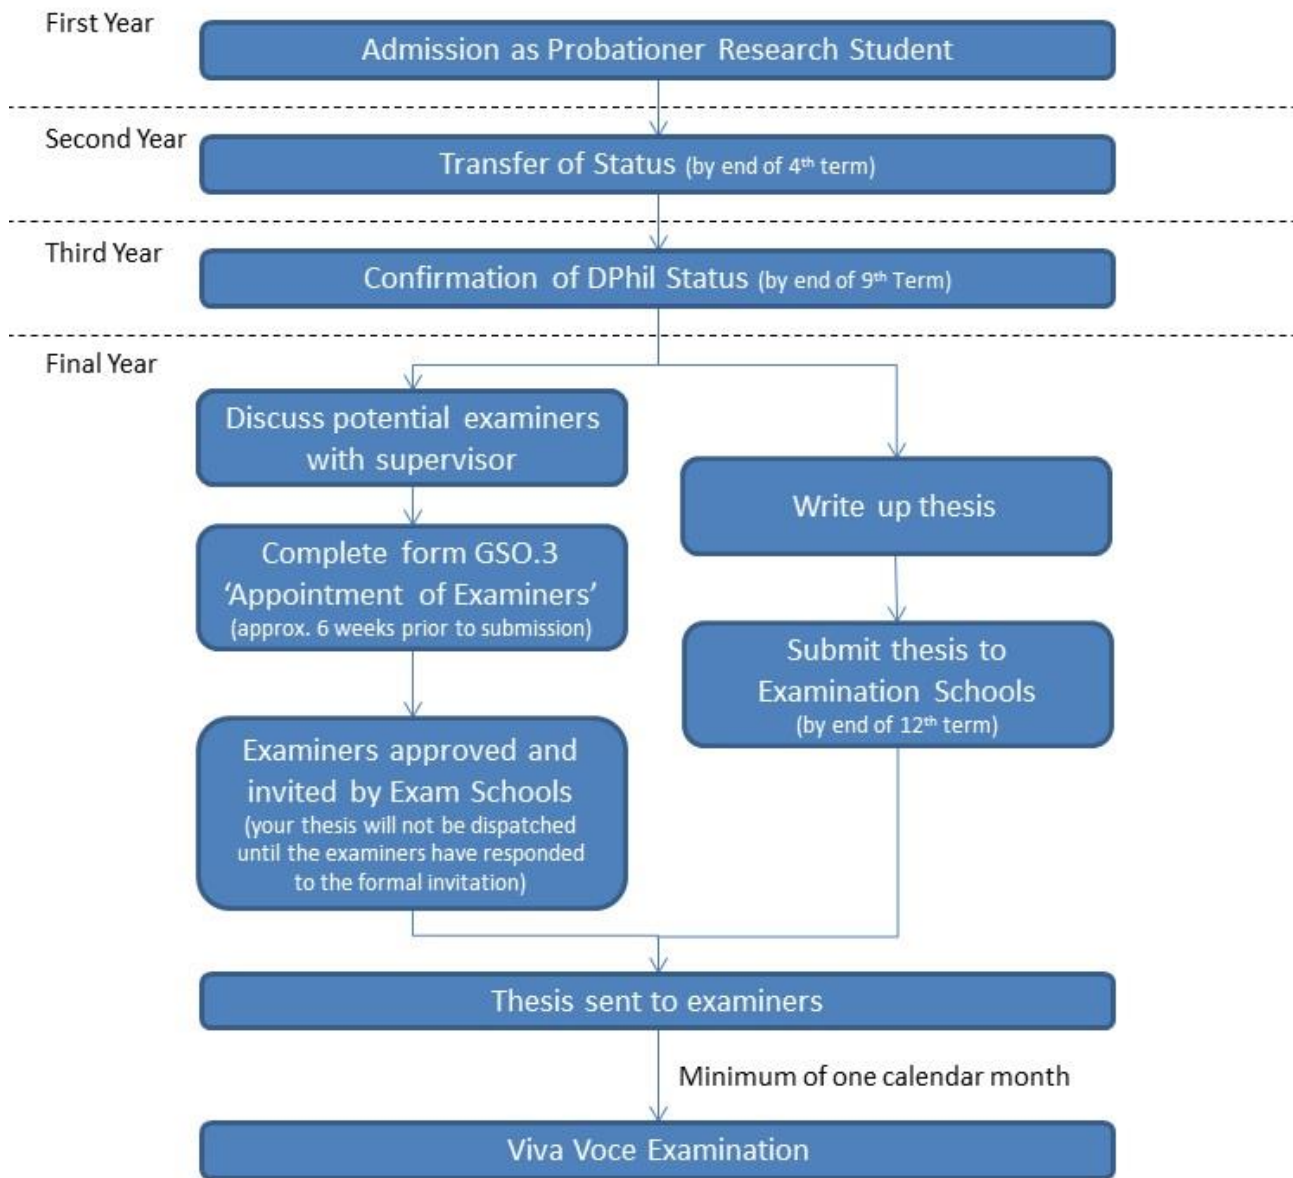 First Year
Admission as Probationer Research Student
Second Year
Transfer of Status (by end of 4th term)
Third Year
Confirmation of DPhil Status (by end of 9th Term)
Final Year
Discuss potential examiners
with supervisor
Complete form GSO.3
‘Appointment of Examiners’
(approx. 6 weeks prior to submission)
Examiners approved and
invited by Exam Schools
(your thesis will not be dispatched
until the examiners have responded
to the formal invitation)
Write up thesis
Submit thesis to
Examination Schools
(by end of 12th term)
Thesis sent to examiners
Minimum of one calendar month
Viva Voce Examination